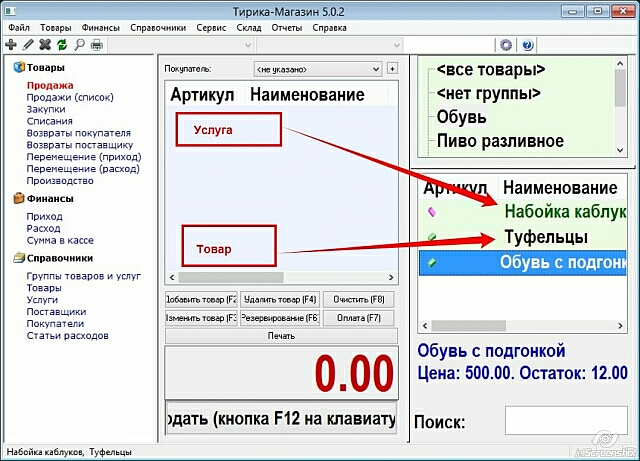 Тирика-Магазин 5.0.2
Файл Товары Финансы Справочники Сервис Склад Отчеты Справка
Товары
Продажа
Продажи (список)
Закупки
Списания
Возвраты покупателя
Возвраты поставщику
Перемещение (приход)
Перемещение (расход)
Производство
Финансы
Приход
Расход
Сумма в кассе
Справочники
Группы товаров и услуг
Товары
Услуги
Поставщики
Покупатели
Статьи расходов
Покупатель: <не указано> +
Артикул Наименование
Услуга
Товар
Добавить товар (F2 Удалить товар (F4) Очистить (F8)
Изменить товар (F3 Резервирование (F6) Оплата (F7)
Печать
0.00
одать (кнопка F12 на клавиату
<все товары>
<нет группы>
Обувь
Пиво разливное
Артикул Наименование
Набойка каблук
Туфельцы
Обувь с подгонк
Обувь с подгонкой
Цена: 500.00. Остаток: 12.00
Поиск:
Набойка каблуков, Туфельцы